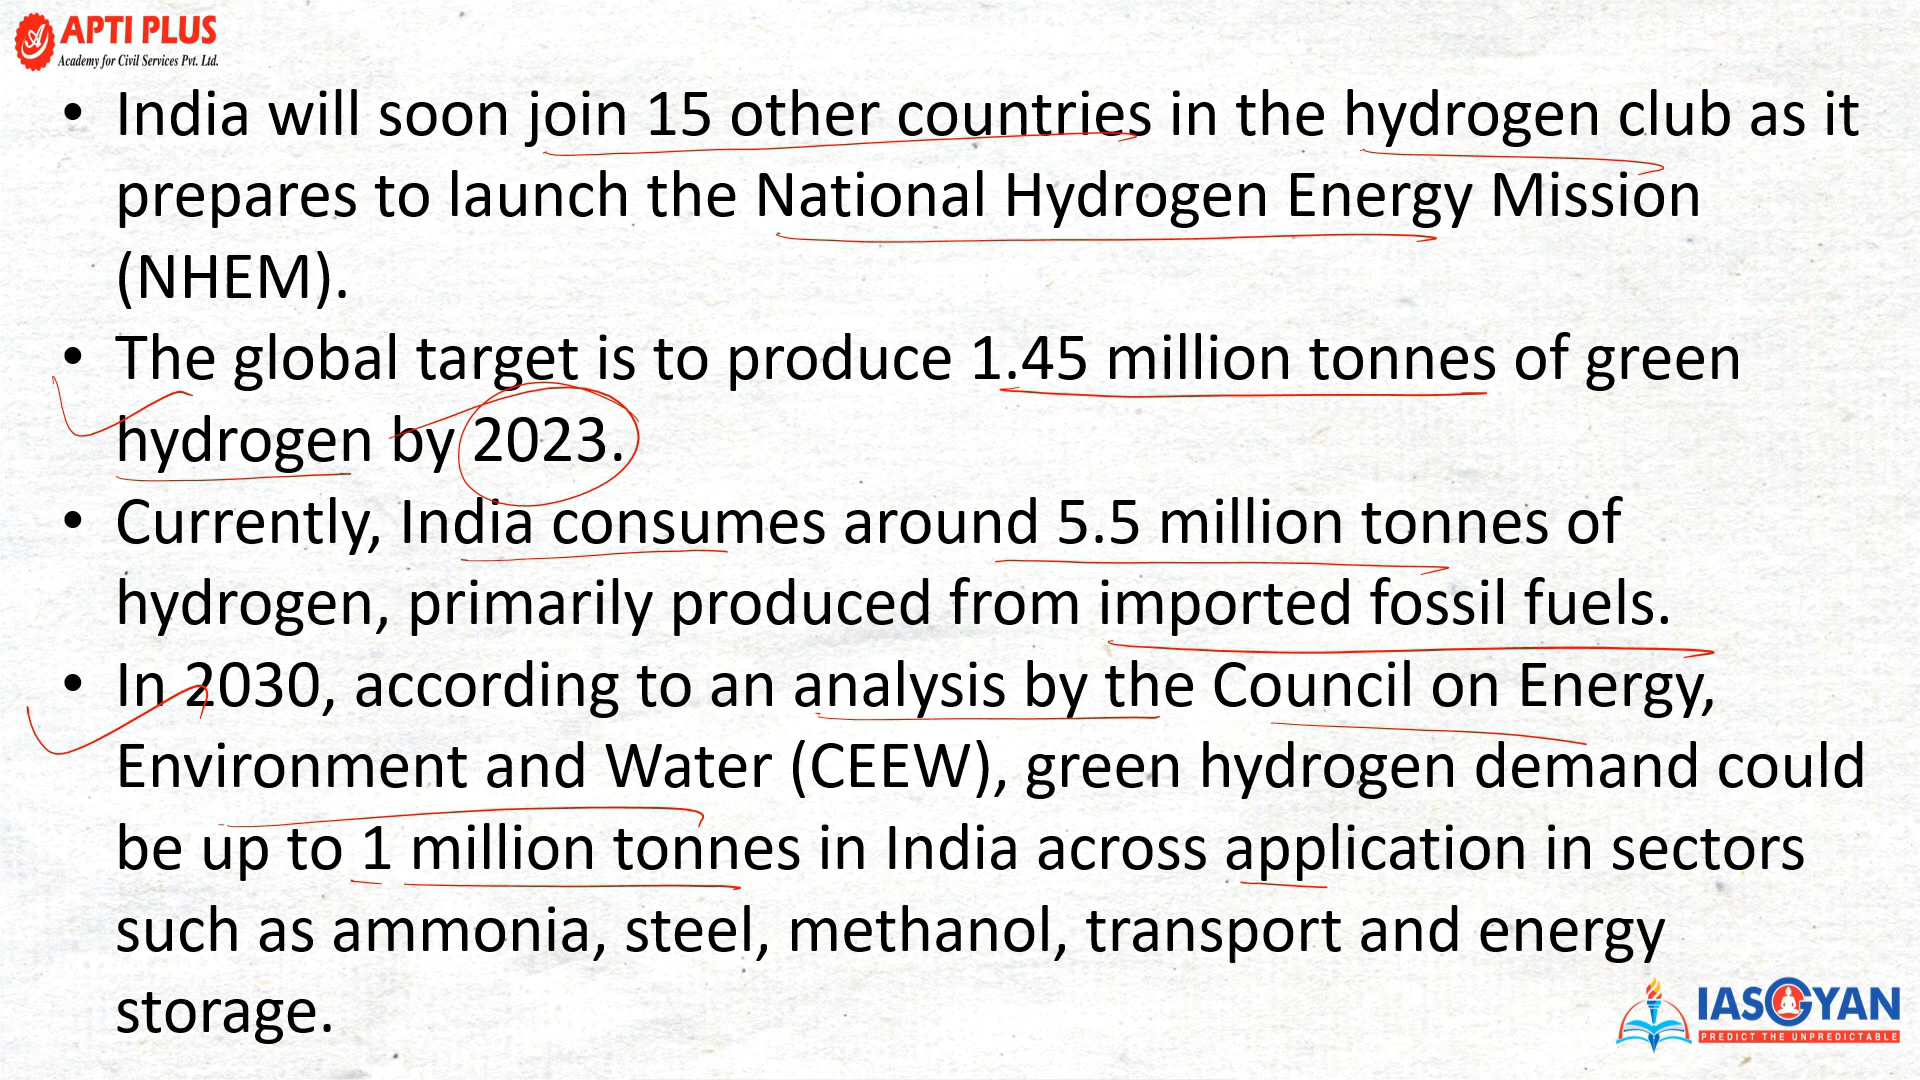 APTI PLUS
Academy for Civil Services Pvt. Ltd.
• India will soon join 15 other countries in the hydrogen club as it
prepares to launch the National Hydrogen Energy Mission
(NHEM).
• The global target is to produce 1.45 million tonnes of green
hydrogen by 2023.
• Currently, India consumes around 5.5 million tonnes of
hydrogen, primarily produced from imported fossil fuels.
• In 2030, according to an analysis by the Council on Energy,
Environment and Water (CEEW), green hydrogen demand could
be up to 1 million tonnes in India across application in sectors
such as ammonia, steel, methanol, transport and energy
storage.
IASGYAN
PREDICT THE UNPREDICTABLE